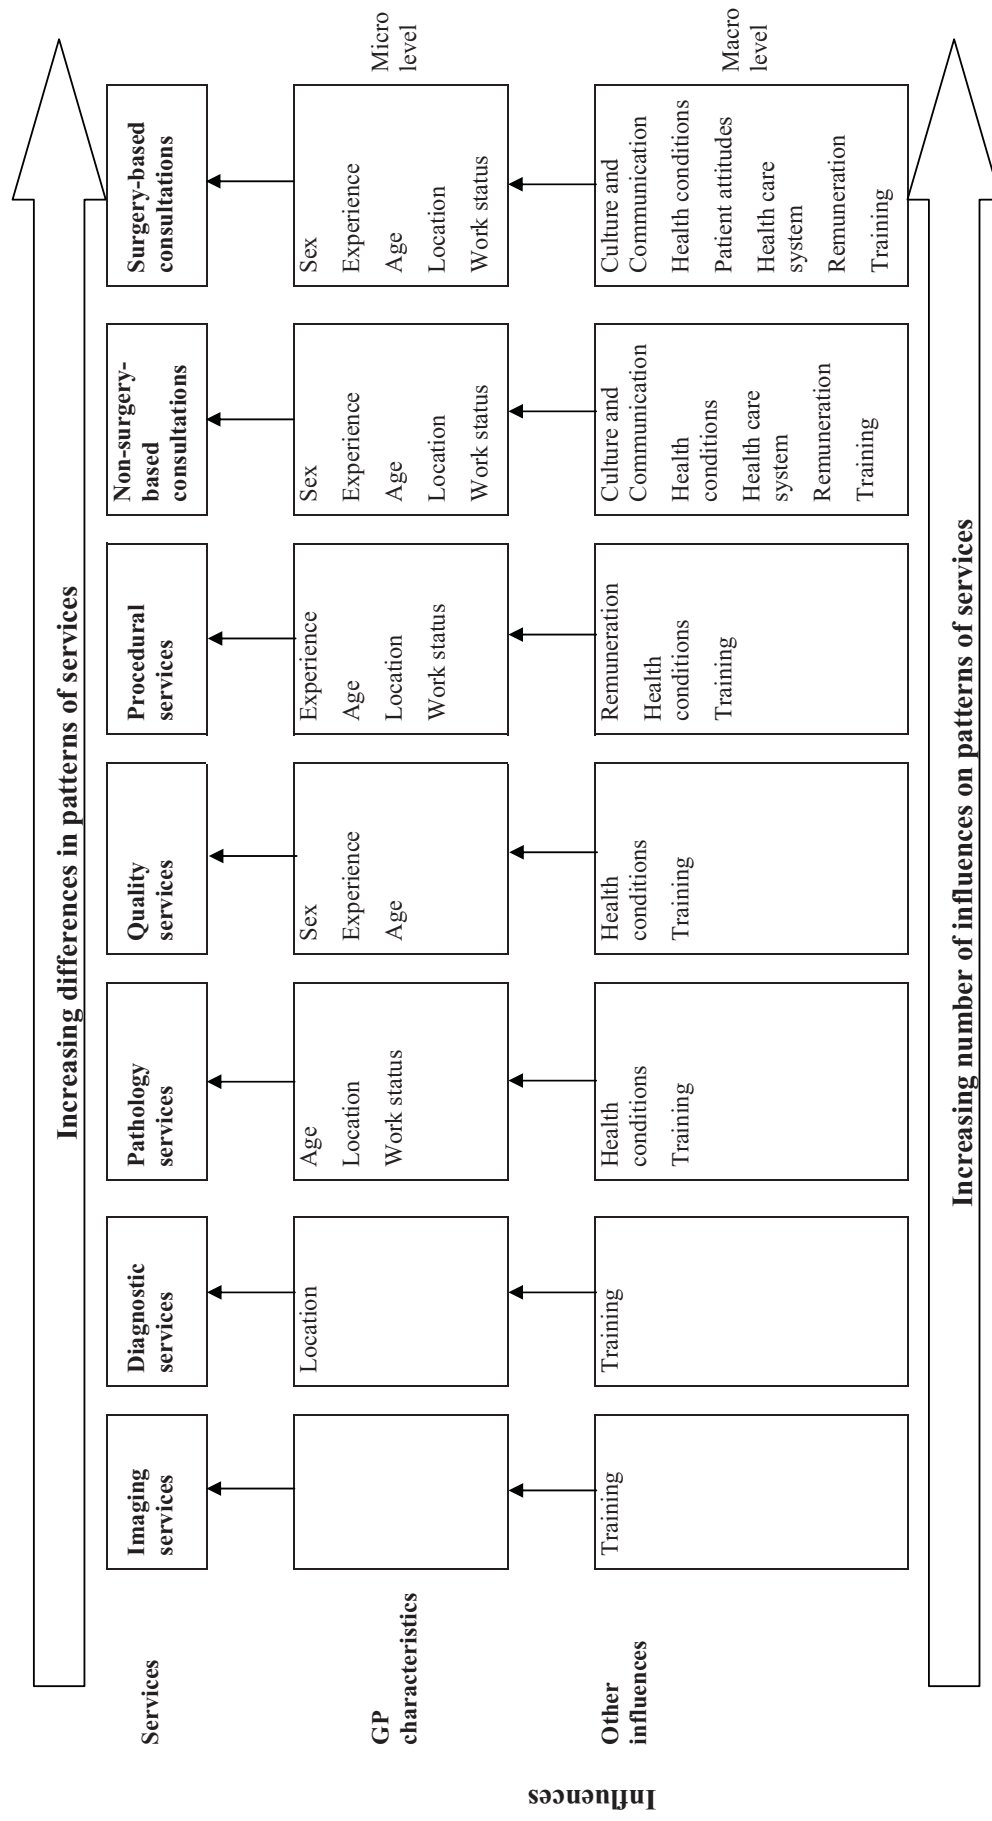 Increasing differences in patterns of services
Services
Imaging
services
Diagnostic
services
Pathology
services
Quality
services
Procedural
services
Non-surgery-
based
consultations
Surgery-based
consultations
Influences
GP
characteristics
Location
Age
Location
Work status
Sex
Experience
Age
Experience
Age
Location
Work status
Sex
Experience
Age
Location
Work status
Sex
Experience
Age
Location
Work status
Micro
level
Other
influences
Training
Training
Health
conditions
Training
Health
conditions
Training
Remuneration
Health
conditions
Training
Culture and
Communication
Health
conditions
Health care
system
Remuneration
Training
Culture and
Communication
Health conditions
Patient attitudes
Health care
system
Remuneration
Training
Macro
level
Increasing number of influences on patterns of services